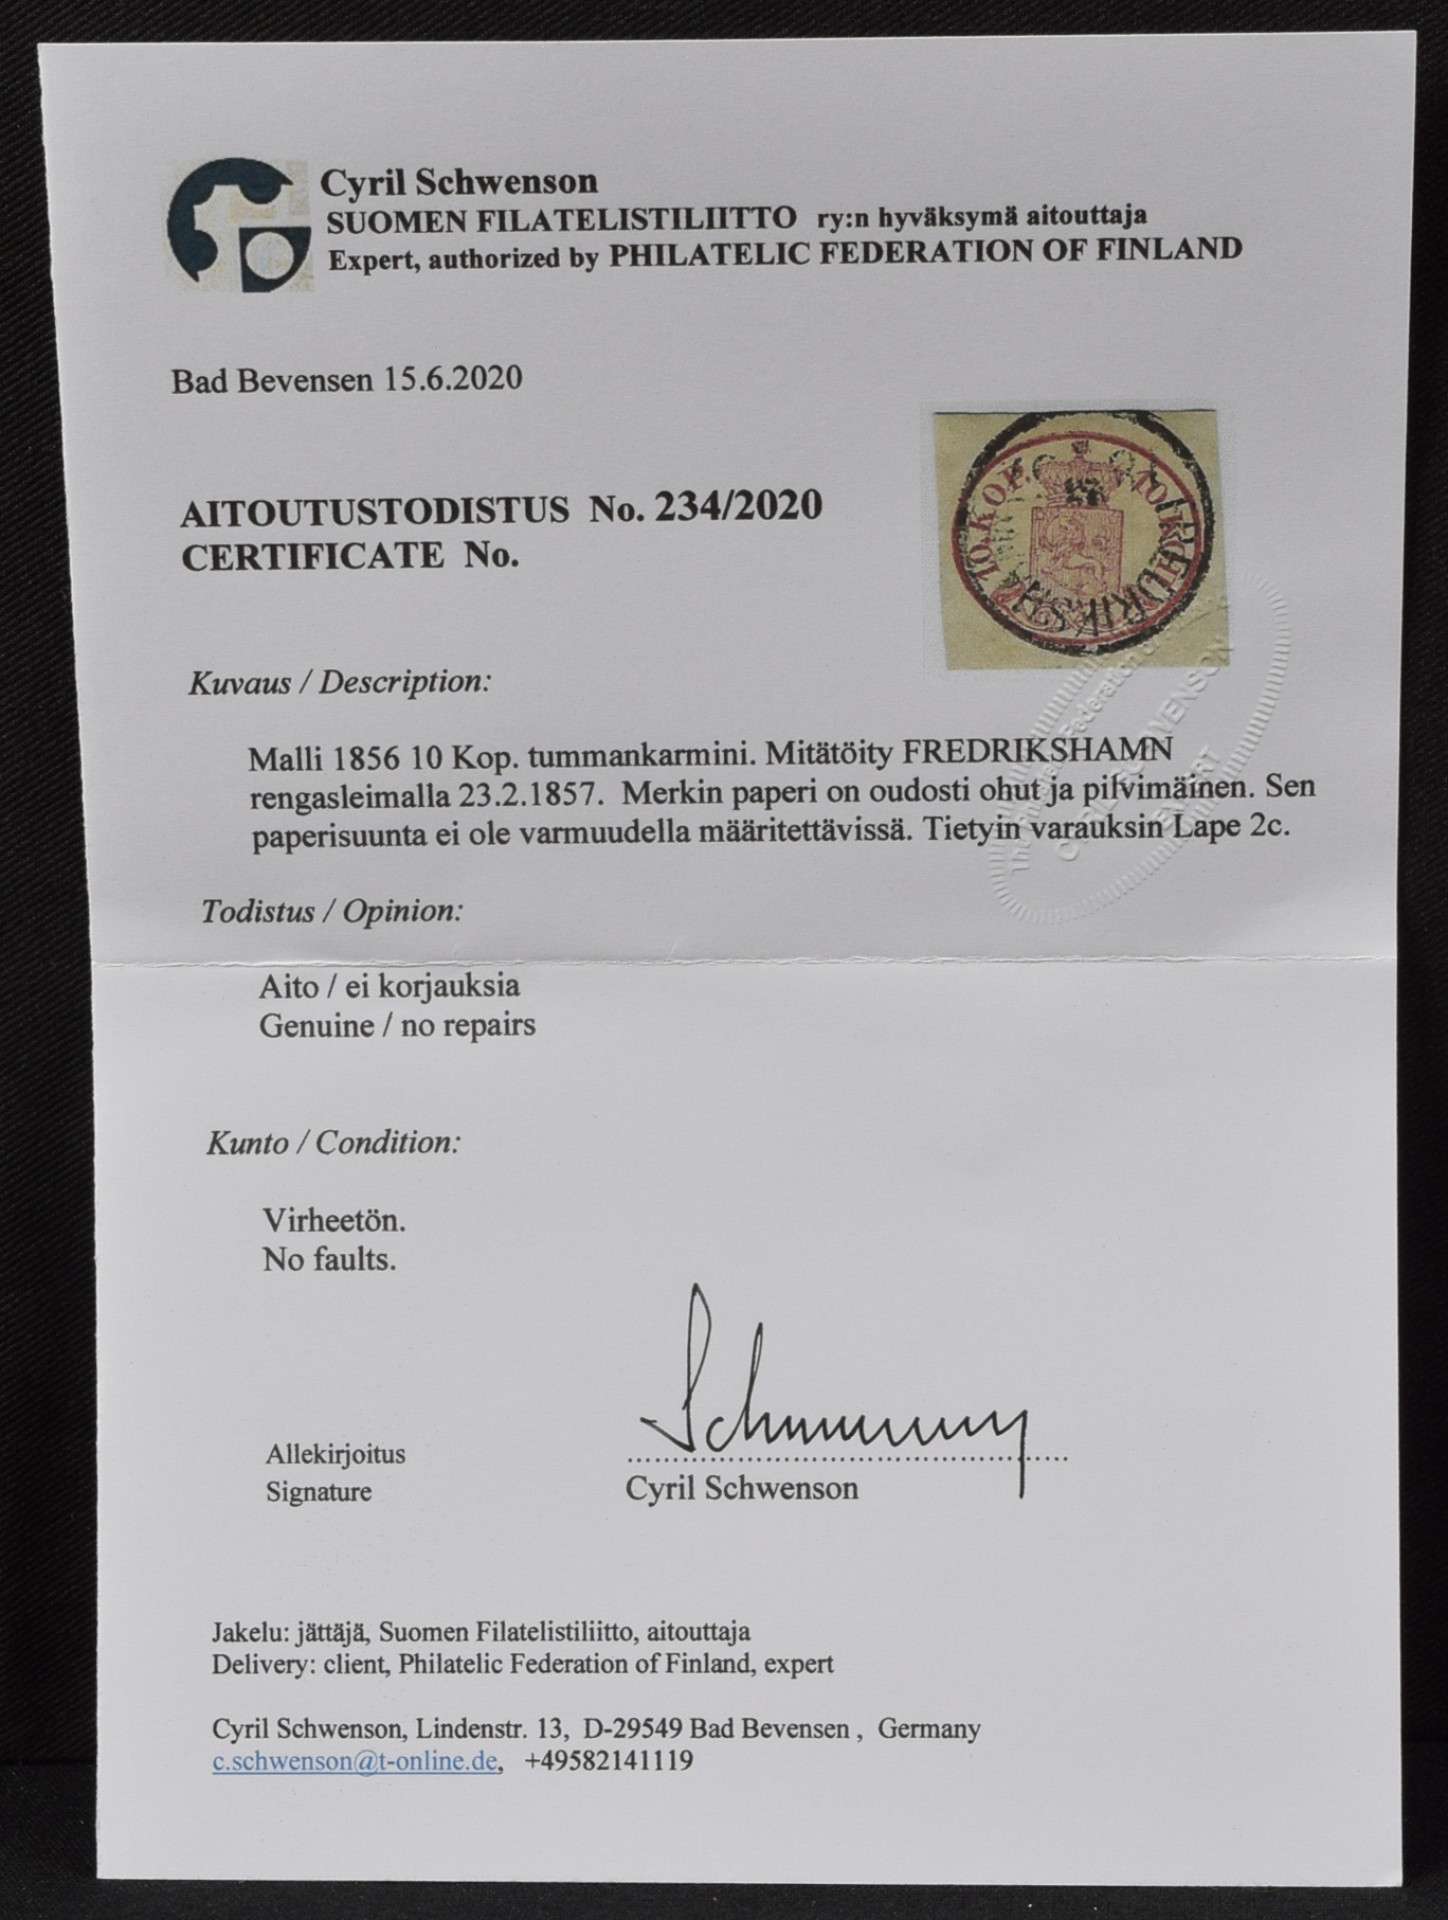 Cyril Schwenson
SUOMEN FILATELISTILIITTO ry:n hyväksymä aitouttaja
Expert, authorized by PHILATELIC FEDERATION OF FINLAND
Bad Bevensen 15.6.2020
10.KOP.
AITOUTUSTODISTUS No. 234/2020
CERTIFICATE No.
Kuvaus / Description:
Malli 1856 10 Kop. tummankarmini. Mitätöity FREDRIKSHAMN
rengasleimalla 23.2.1857. Merkin paperi on oudosti ohut ja pilvimäinen. Sen
paperisuunta ei ole varmuudella määritettävissä. Tietyin varauksin Lape 2c.
Todistus / Opinion:
Aito / ei korjauksia
Genuine / no repairs
Kunto / Condition:
Virheetön.
No faults.
Allekirjoitus
Signature
Cyril Schwenson
Jakelu: jättäjä, Suomen Filatelistiliitto, aitouttaja
Delivery: client, Philatelic Federation of Finland, expert
Cyril Schwenson, Lindenstr. 13, D-29549 Bad Bevensen , Germany
c.schwenson@t-online.de, +49582141119